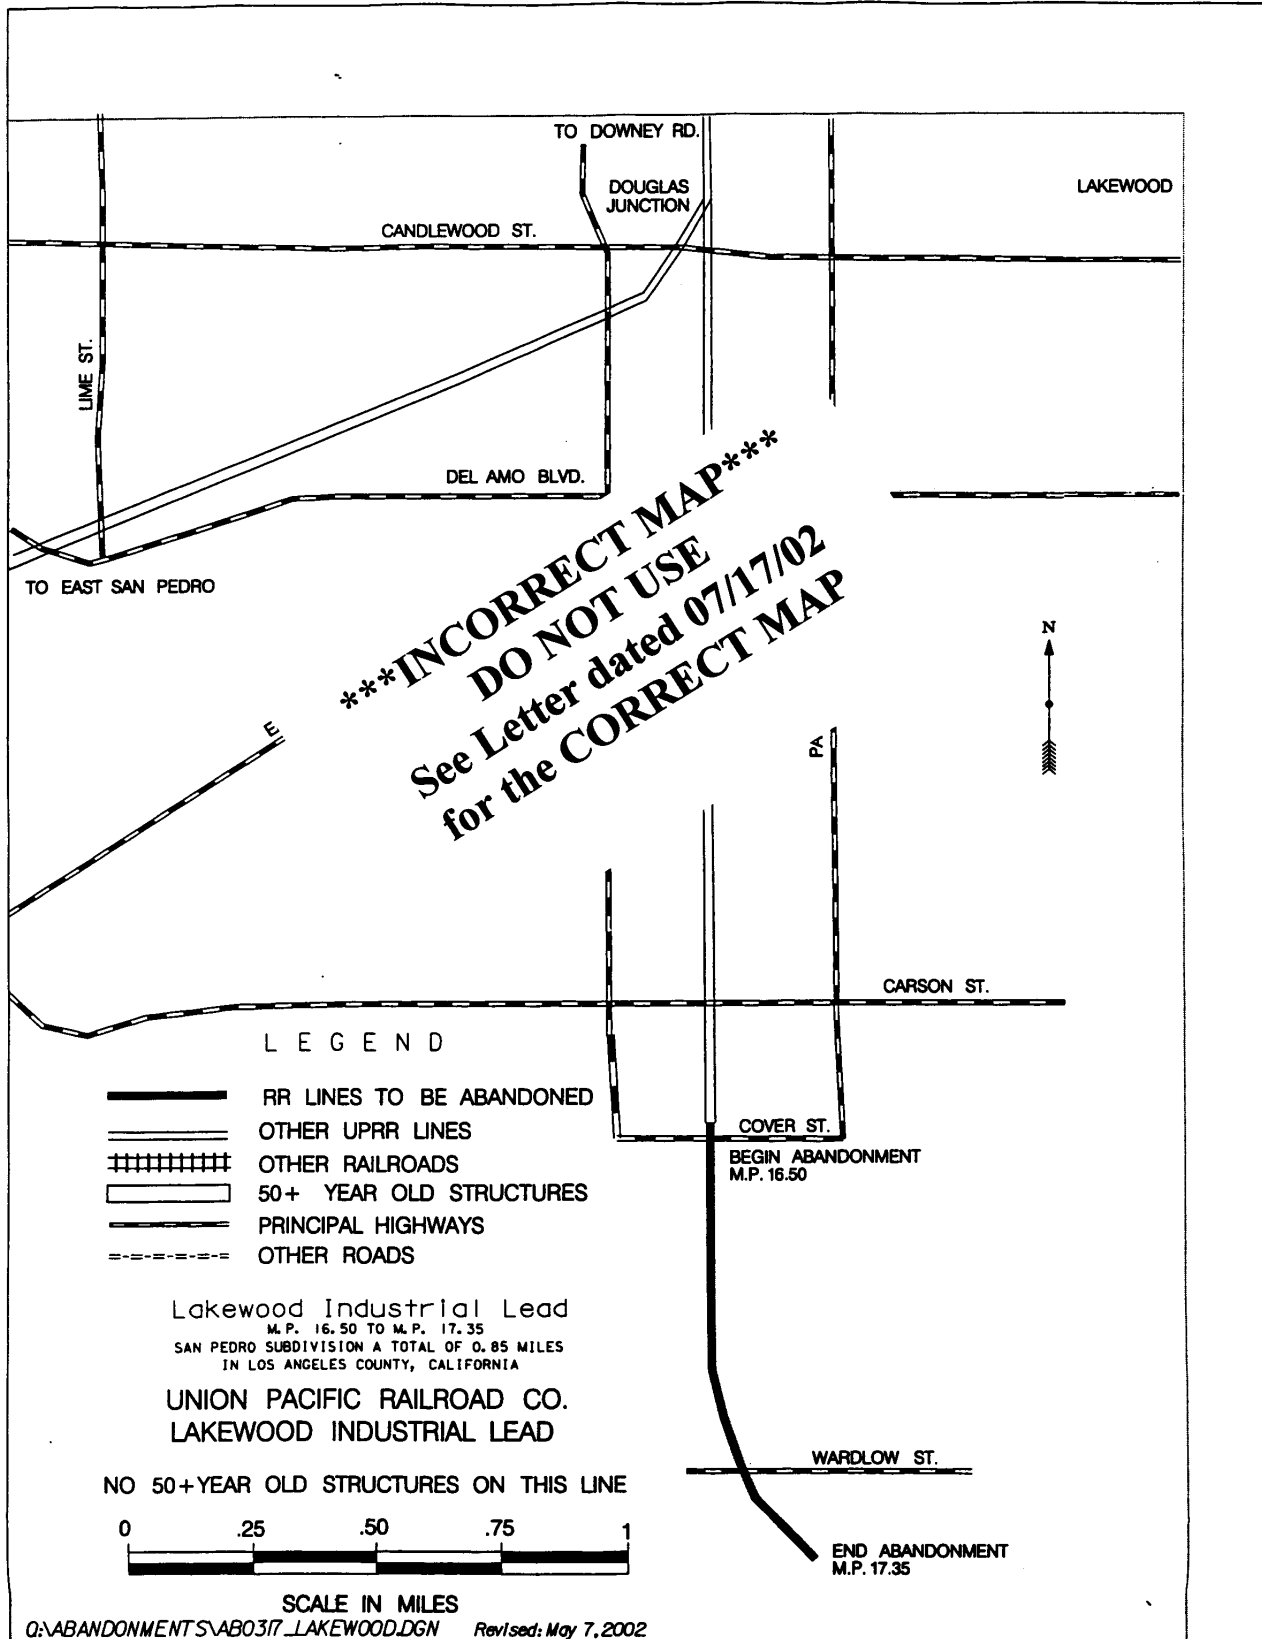 TO DOWNEY RD.
DOUGLAS
JUNCTION
LAKEWOOD
CANDLEWOOD ST.
LIME ST.
DEL AMO BLVD.
TO EAST SAN PEDRO
***INCORRECT MAP***
DO NOT USE
See Letter dated 07/17/02
for the CORRECT MAP
N
E
PA
CARSON ST.
LEGEND
RR LINES TO BE ABANDONED
OTHER UPRR LINES
OTHER RAILROADS
50+ YEAR OLD STRUCTURES
PRINCIPAL HIGHWAYS
OTHER ROADS
COVER ST.
BEGIN ABANDONMENT
M.P. 16.50
Lakewood Industrial Lead
M.P. 16.50 TO M.P. 17.35
SAN PEDRO SUBDIVISION A TOTAL OF 0.85 MILES
IN LOS ANGELES COUNTY, CALIFORNIA
UNION PACIFIC RAILROAD CO.
LAKEWOOD INDUSTRIAL LEAD
WARDLOW ST.
NO 50+YEAR OLD STRUCTURES ON THIS LINE
0 .25 .50 .75 1
END ABANDONMENT
M.P. 17.35
SCALE IN MILES
Q:\ABANDONMENTS\AB0317_LAKEWOOD.DGN Revised: May 7, 2002